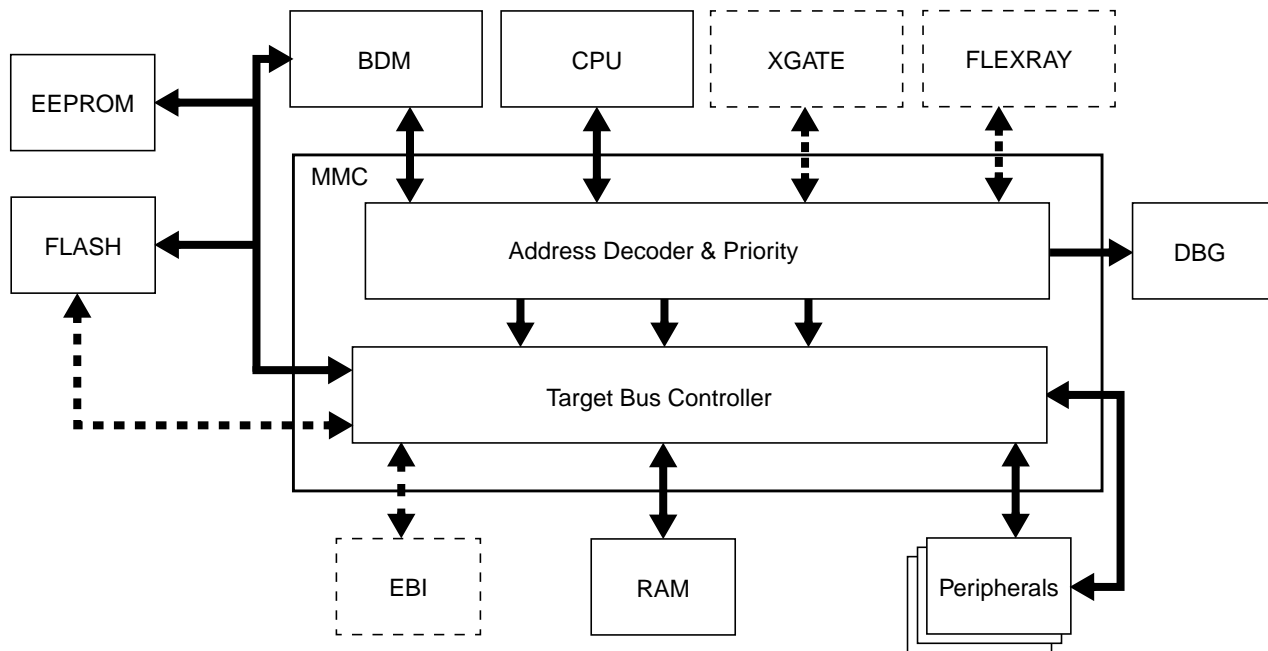 BDM
CPU
XGATE
FLEXRAY
EEPROM
MMC
FLASH
Address Decoder & Priority
DBG
Target Bus Controller
EBI
RAM
Peripherals